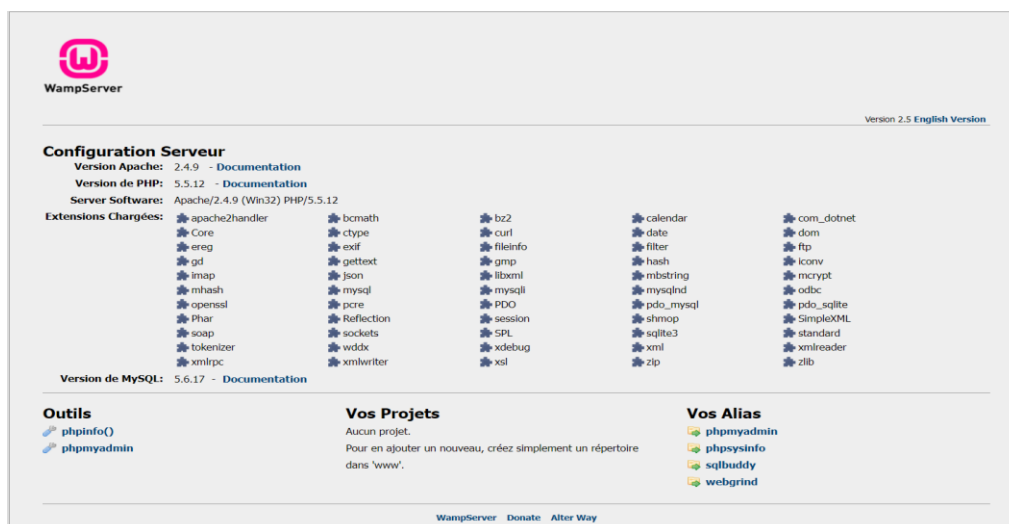 WampServer
Version 2.5 English Version
Configuration Serveur
Version Apache: 2.4.9 - Documentation
Version de PHP: 5.5.12 - Documentation
Server Software: Apache/2.4.9 (Win32) PHP/5.5.12
Extensions Chargées: apache2handler bcmath bz2 calendar com_dotnet
Core ctype curl date dom
ereg exif fileinfo filter ftp
gd gettext gmp hash iconv
imap json libxml mbstring mcrypt
mhash mysql mysqli mysqlnd odbc
openssl pcre PDO pdo_mysql pdo_sqlite
Phar Reflection session shmop SimpleXML
soap sockets SPL sqlite3 standard
tokenizer wddx xdebug xml xmlreader
xmlrpc xmlwriter xsl zip zlib
Version de MySQL: 5.6.17 - Documentation
Outils
phpinfo()
phpmyadmin
Vos Projets
Aucun projet.
Pour en ajouter un nouveau, créez simplement un répertoire
dans 'www'.
Vos Alias
phpmyadmin
phpsysinfo
sqlbuddy
webgrind
WampServer Donate Alter Way